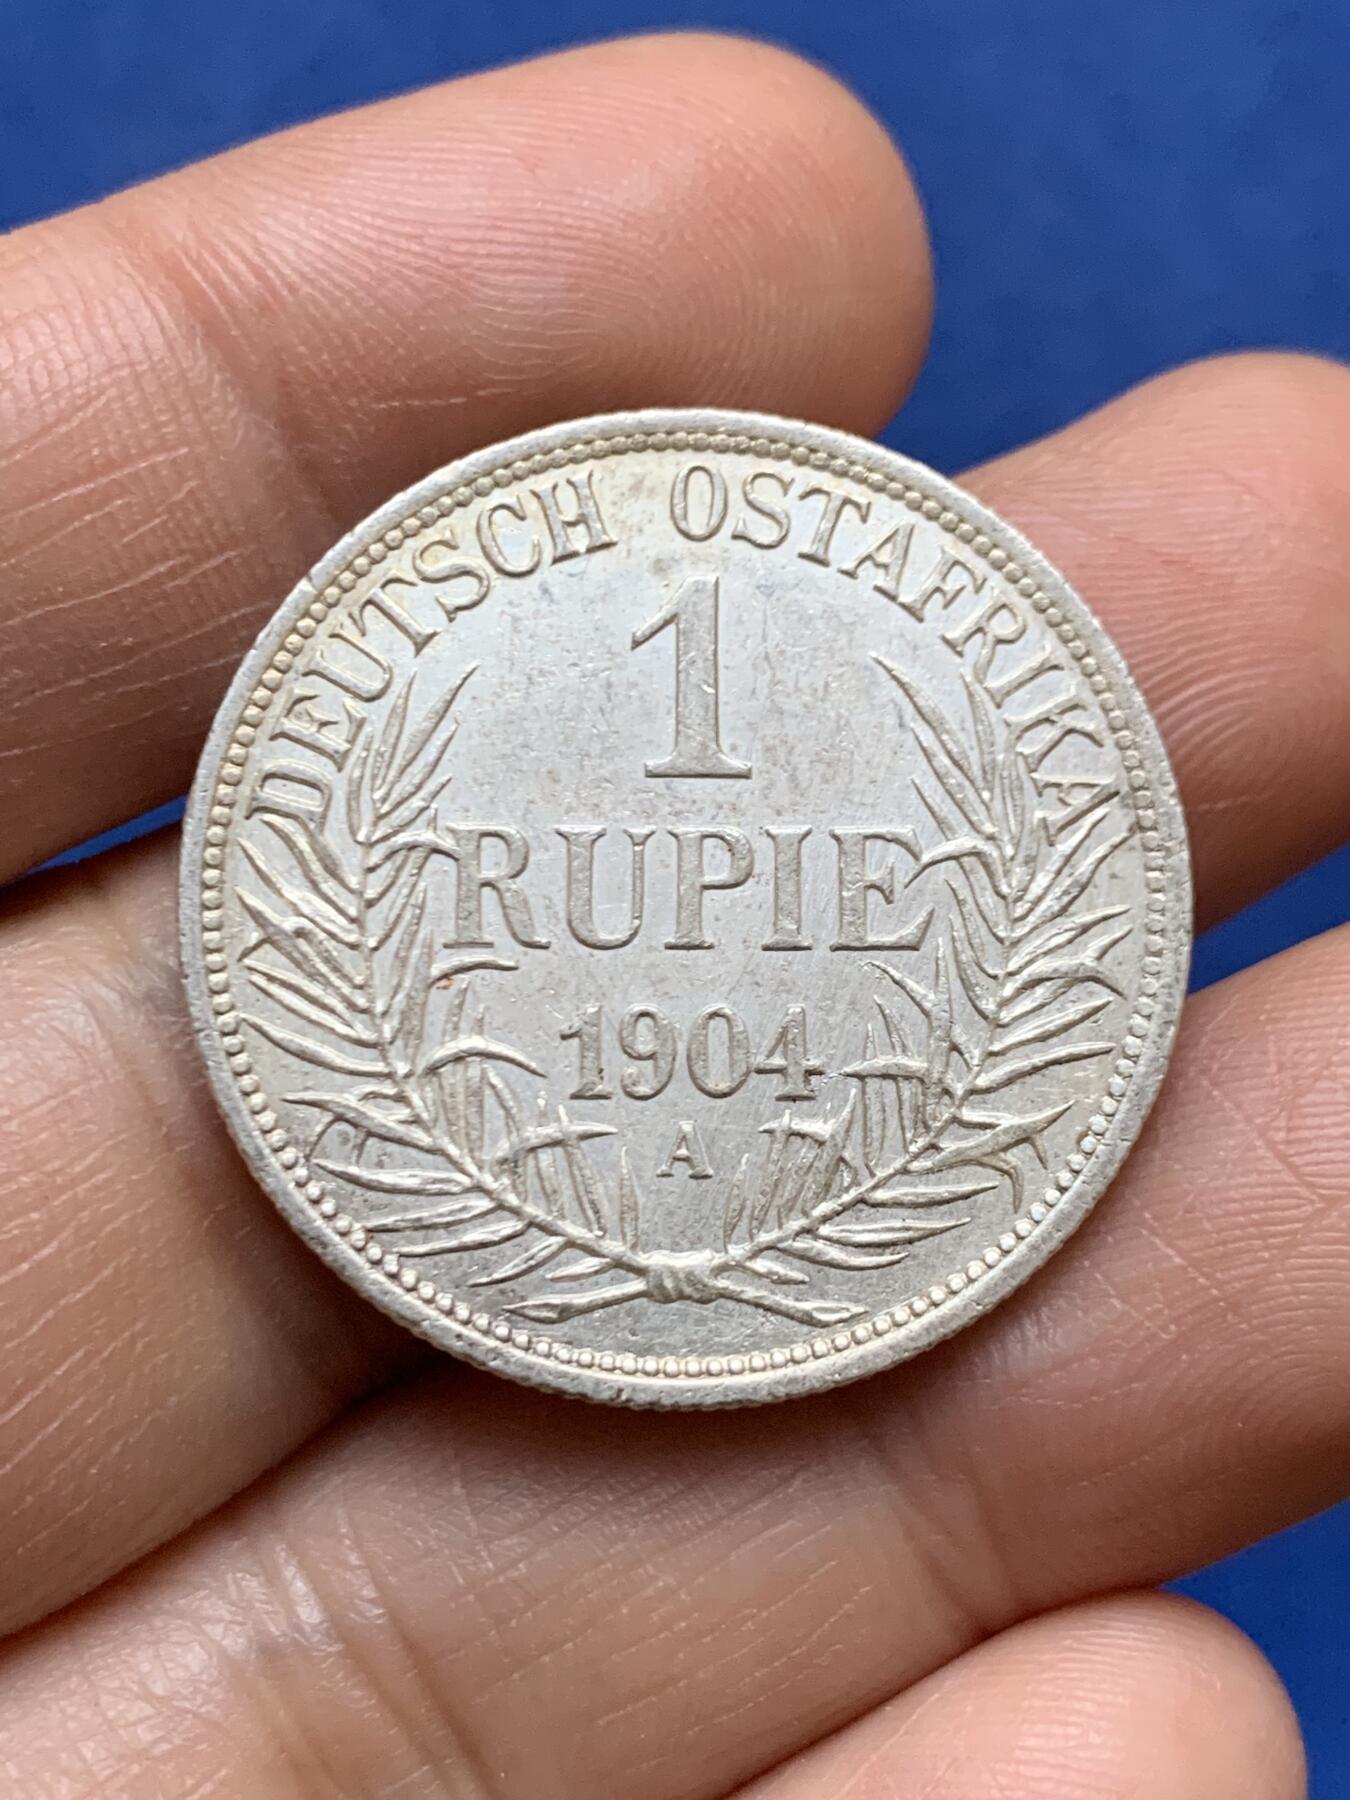 DEUTSCH OSTAFRIKA
1
RUPIE
1904
A